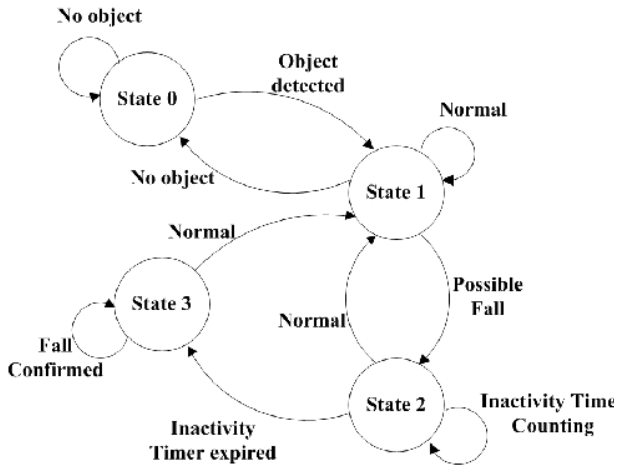 No object
Object
detected
State 0
Normal
No object
State 1
Normal
Possible
Fall
State 3
Normal
Fall
Confirmed
State 2
Inactivity Time
Counting
Inactivity
Timer expired